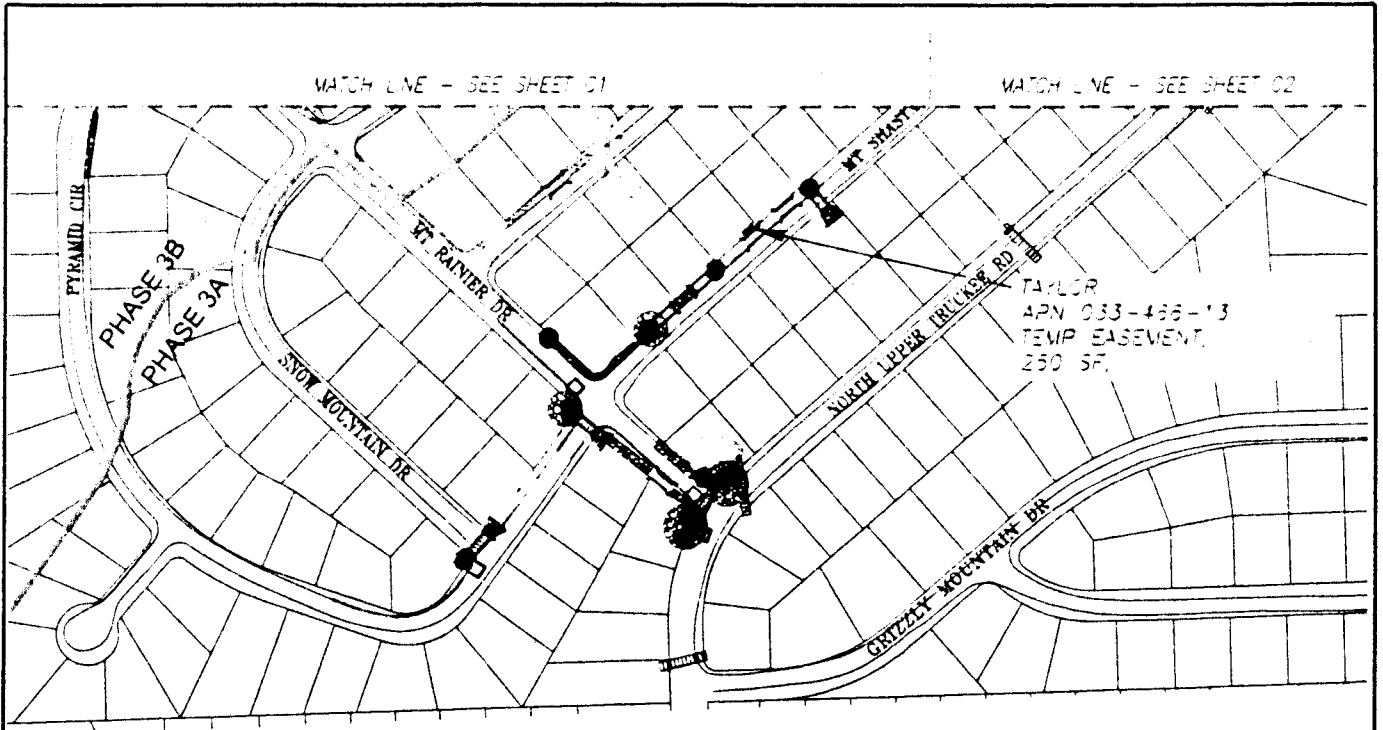 MATCH LINE - SEE SHEET C1
MATCH LINE - SEE SHEET C2
PYRAMID CIR
PHASE 3B
PHASE 3A
MT RAINIER DR
SNOW MOUNTAIN DR
MT SHAST
NORTH UPPER TRUCKEE RD
TAYLOR
APN 033-466-13
TEMP EASEMENT,
250 SF,
GRIZZLY MOUNTAIN DR